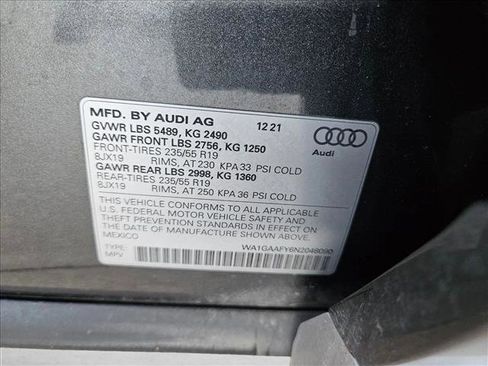 MFD. BY AUDI AG 12 21
GVWR LBS 5489, KG 2490
GAWR FRONT LBS 2756, KG 1250
FRONT-TIRES 235/55 R19
8JX19 RIMS, AT 230 KPA 33 PSI COLD
GAWR REAR LBS 2998, KG 1360
REAR-TIRES 235/55 R19
8JX19 RIMS, AT 250 KPA 36 PSI COLD
Audi
THIS VEHICLE CONFORMS TO ALL APPLICABLE
U.S. FEDERAL MOTOR VEHICLE SAFETY AND
THEFT PREVENTION STANDARDS IN EFFECT ON
THE DATE OF MANUFACTURE SHOWN ABOVE.
MEXICO
TYPE: WA1GAAFY6N2048090
MPV